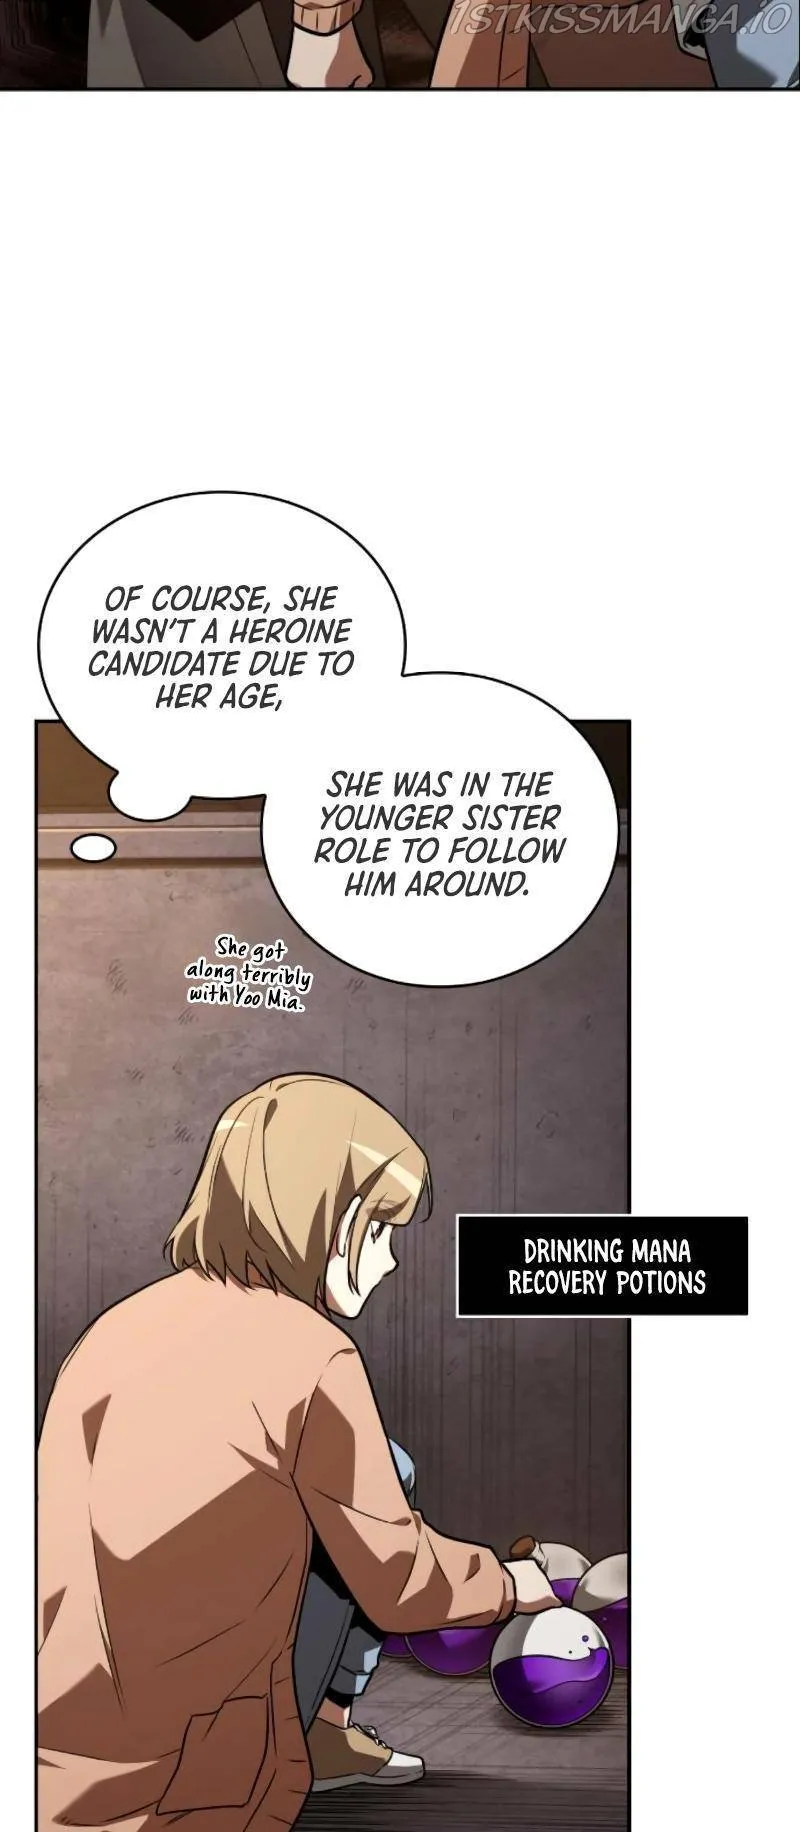 1STKISSMANGA.IO
OF COURSE, SHE
WASN'T A HEROINE
CANDIDATE DUE TO
HER AGE,
SHE WAS IN THE
YOUNGER SISTER
ROLE TO FOLLOW
HIM AROUND.
She got
along terribly
with Yoo Mia.
DRINKING MANA
RECOVERY POTIONS